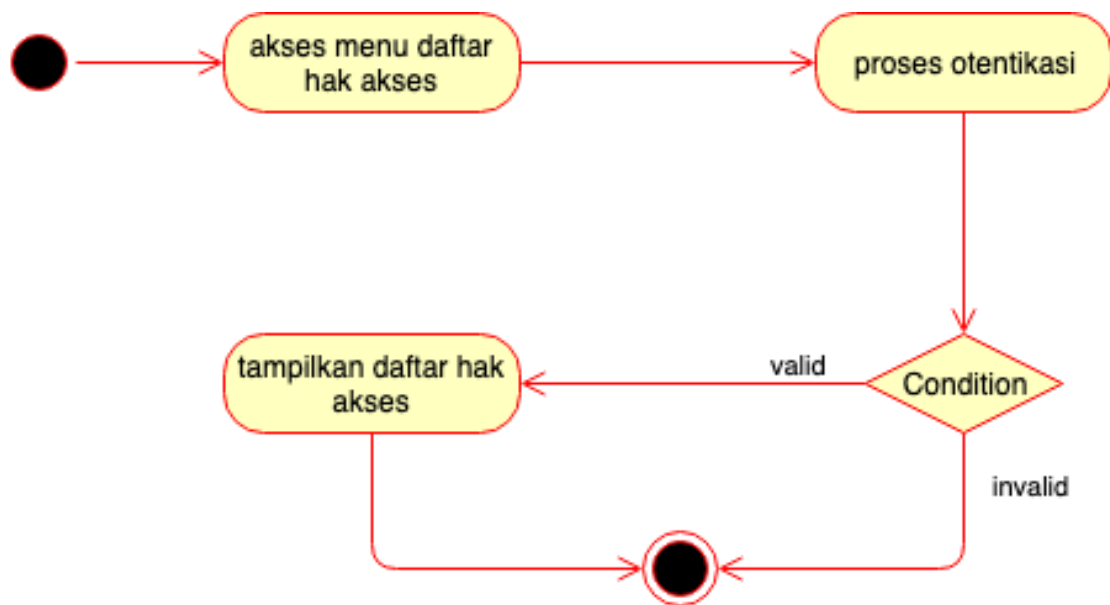 akses menu daftar
hak akses
proses otentikasi
tampilkan daftar hak
akses
valid
Condition
invalid